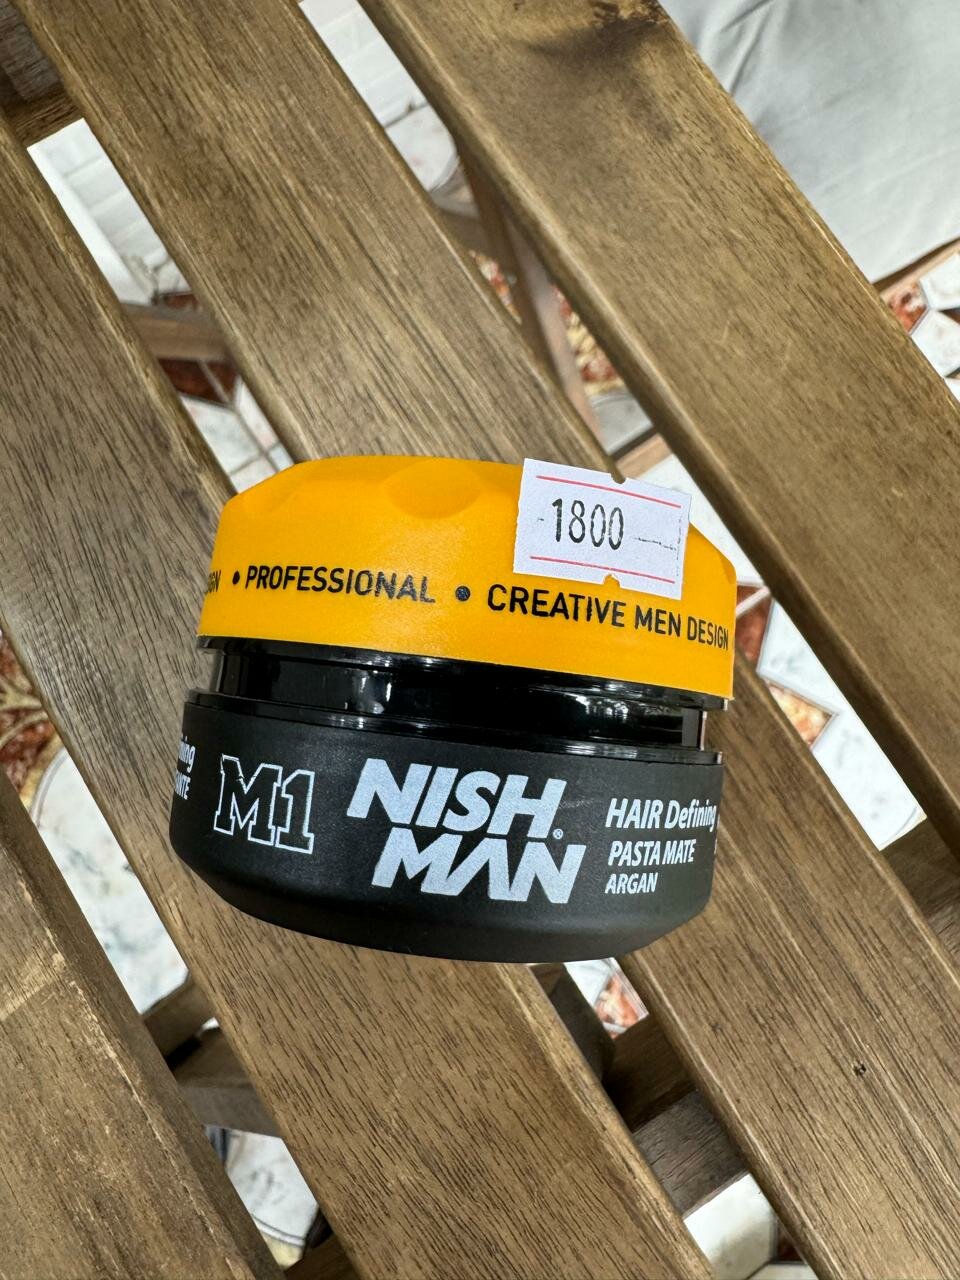 1800
• PROFESSIONAL • CREATIVE MEN DESIGN
M1
NISH
MAN®
HAIR Defining
PASTA MATE
ARGAN